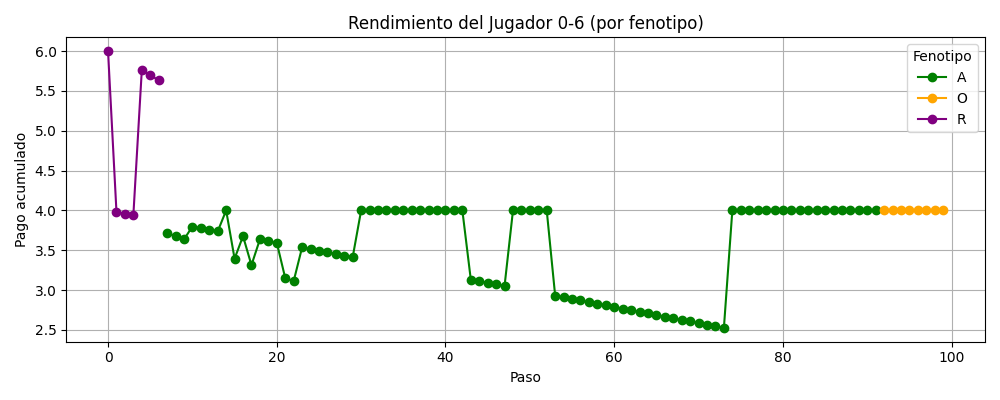 Rendimiento del Jugador 0-6 (por fenotipo)
Pago acumulado
6.0
5.5
5.0
4.5
4.0
3.5
3.0
2.5
0
20
40
60
80
100
Paso
Fenotipo
A
O
R